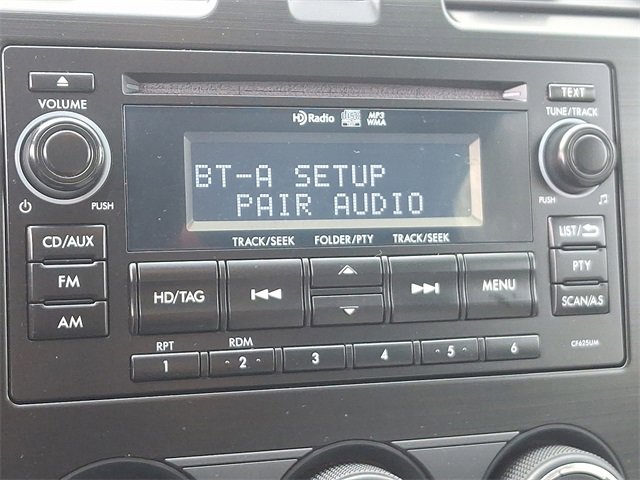 TEXT
VOLUME
HD Radio
MP3
WMA
TUNE/TRACK
BT-A SETUP
PAIR AUDIO
PUSH
PUSH
TRACK/SEEK FOLDER/PTY TRACK/SEEK
CD/AUX
LIST/
FM
HD/TAG
MENU
PTY
AM
SCAN/AS
RPT RDM
1 2 3 4 5 6
CF625UM